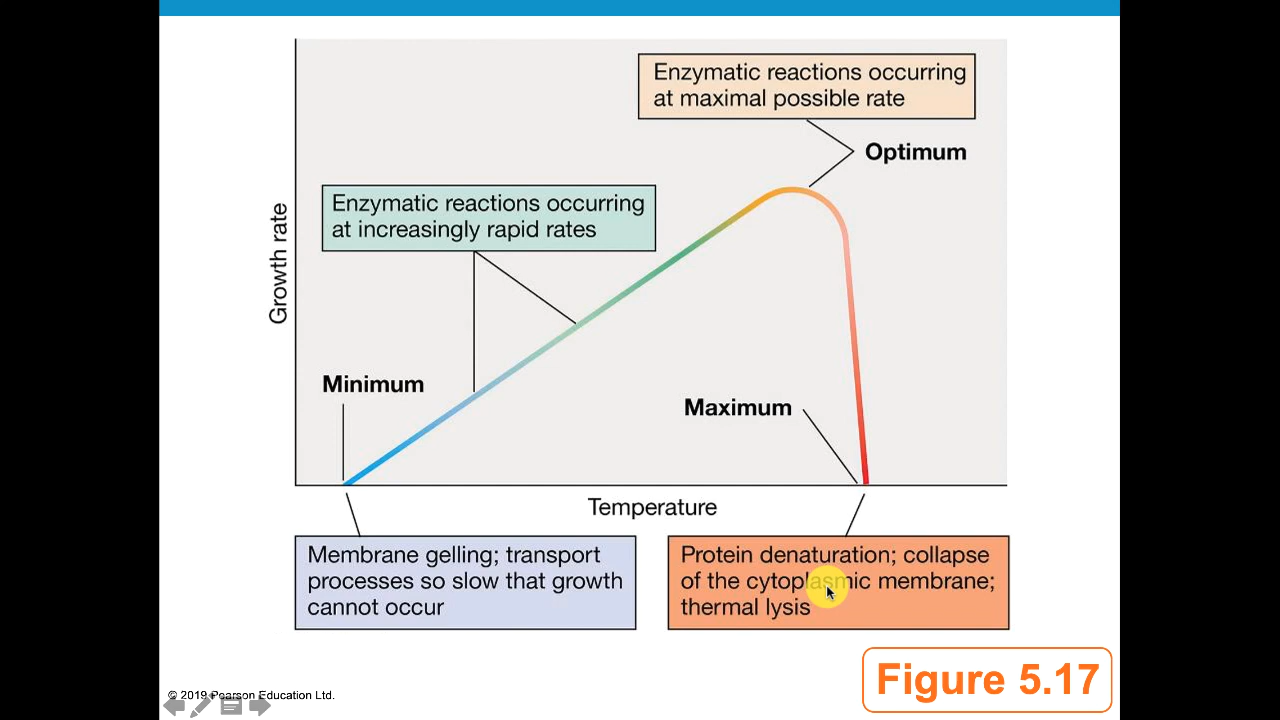 Enzymatic reactions occurring
at maximal possible rate
Optimum
Enzymatic reactions occurring
at increasingly rapid rates
Growth rate
Minimum
Maximum
Temperature
Membrane gelling; transport
processes so slow that growth
cannot occur
Protein denaturation; collapse
of the cytoplasmic membrane;
thermal lysis
Figure 5.17
© 2019 Pearson Education Ltd.